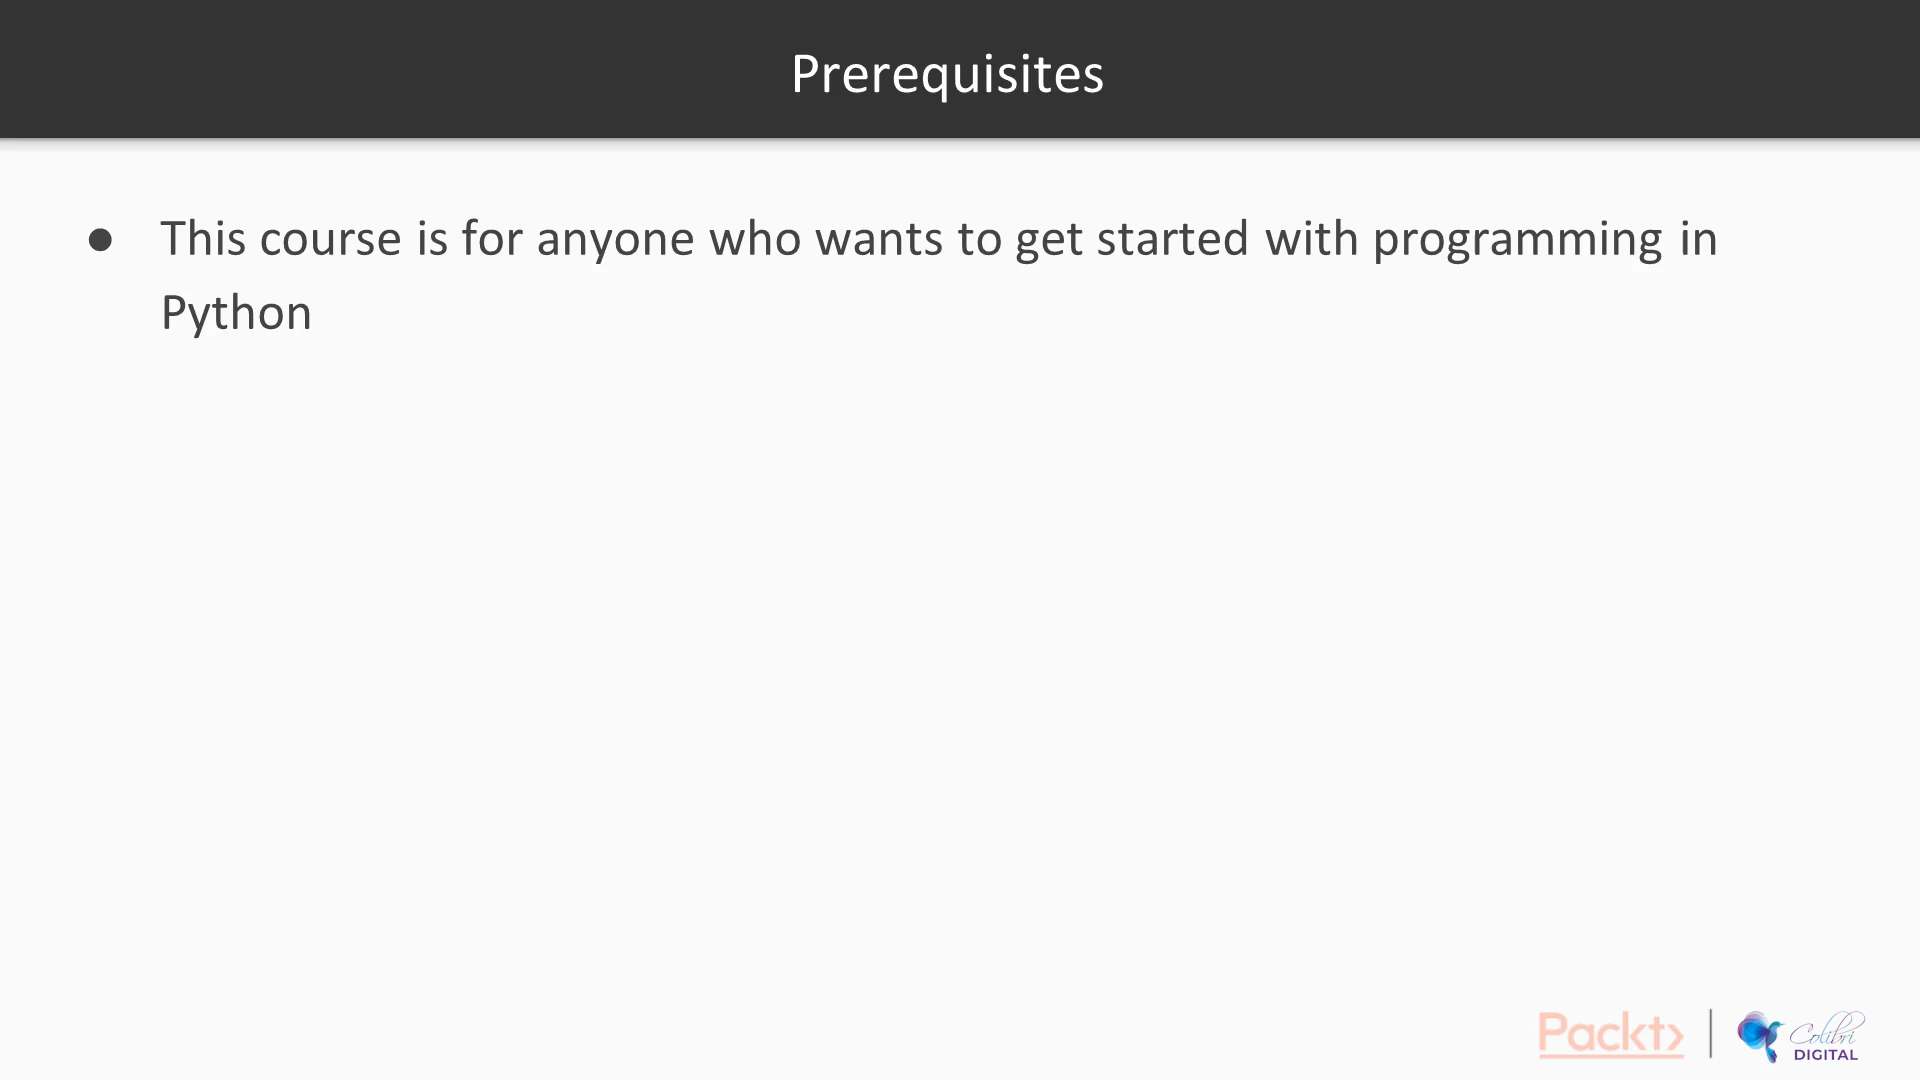 Prerequisites
● This course is for anyone who wants to get started with programming in
Python
Packt> | Colibri
DIGITAL